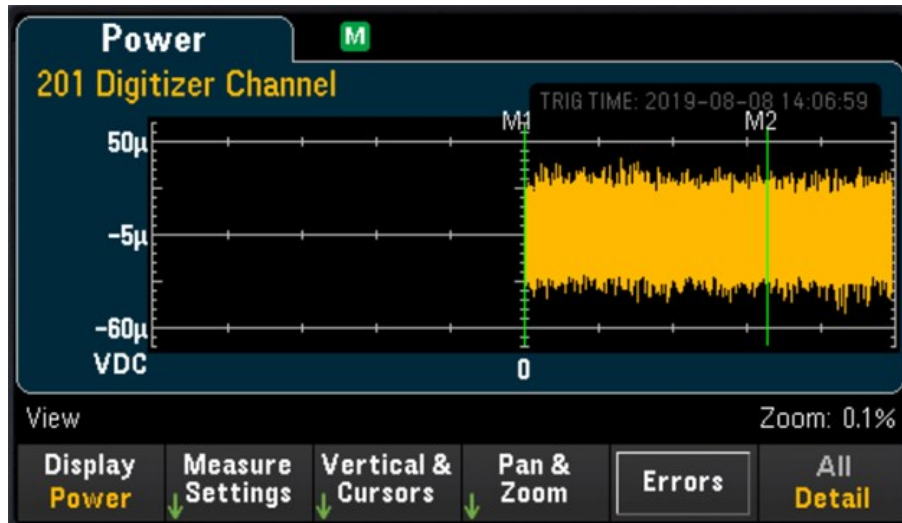 Power
M
201 Digitizer Channel
TRIG TIME: 2019-08-08 14:06:59
M1
M2
50µ
-5µ
-60µ
VDC
0
View
Zoom: 0.1%
Display
Power
Measure
Settings
Vertical &
Cursors
Pan &
Zoom
Errors
All
Detail